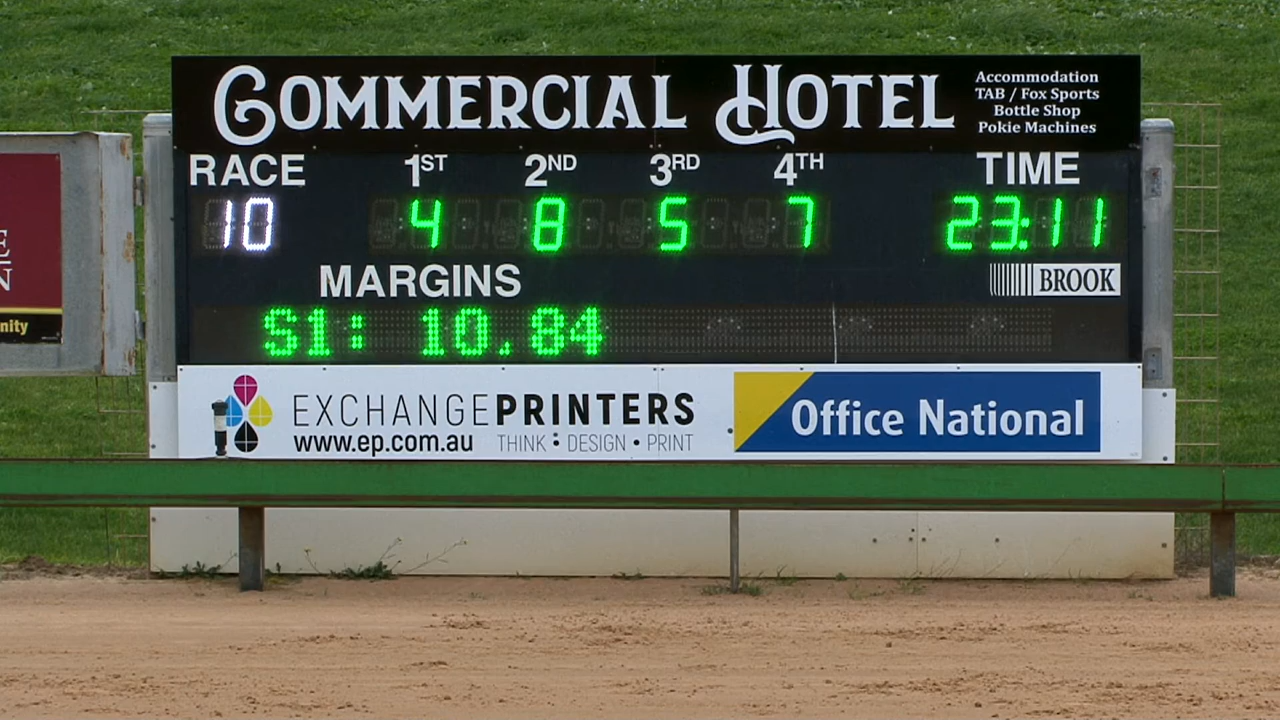 COMMERCIAL HOTEL
Accommodation
TAB / Fox Sports
Bottle Shop
Pokie Machines
RACE 1ST 2ND 3RD 4TH TIME
10 4 8 5 7 23:11
MARGINS
BROOK
S1: 10.84
EXCHANGEPRINTERS
www.ep.com.au THINK • DESIGN • PRINT
Office National